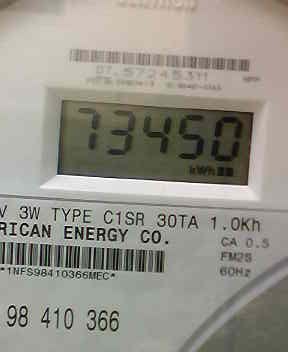 73450
kWh
V 3W TYPE C1SR 30TA 1.0Kh
RICAN ENERGY CO.
CA 0.5
FM2S
60Hz
*1NFS98410366MEC*
98 410 366